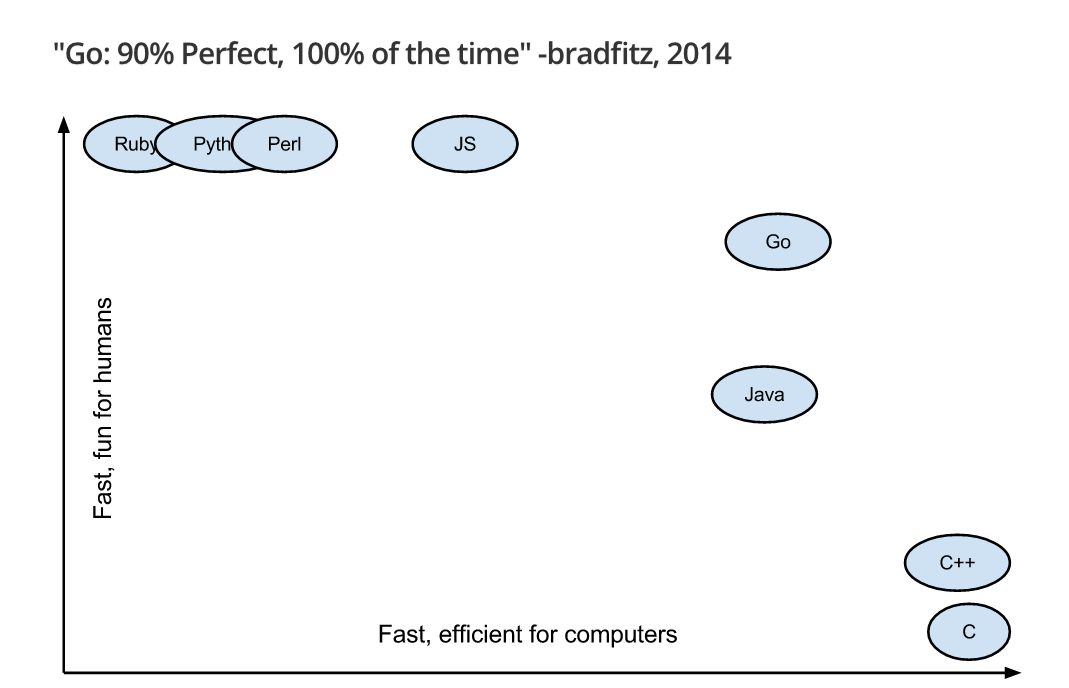 "Go: 90% Perfect, 100% of the time" -bradfitz, 2014
Ruby Pyth Perl JS
Go
Fast, fun for humans
Java
C++
Fast, efficient for computers
C